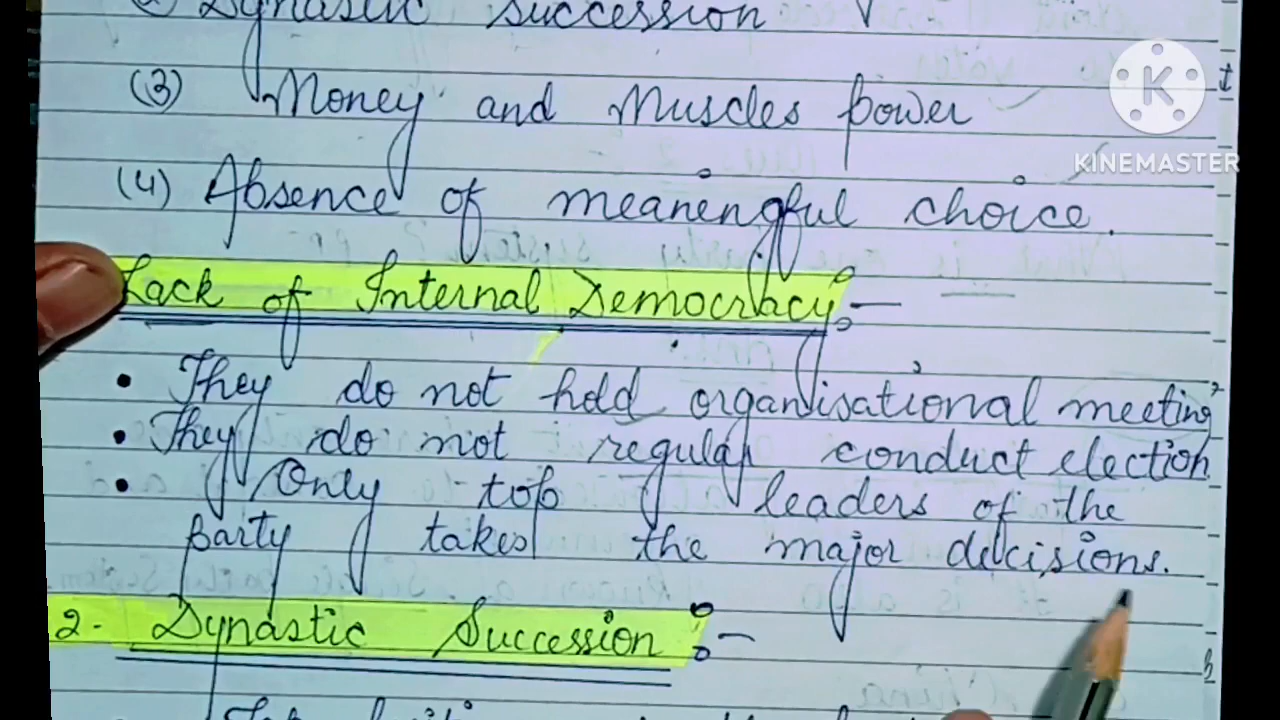 Dynastic Succession
(3) Money and Muscles power
(4) Absence of meaningful choice.
Lack of Internal Democracy:-
• They do not hold organisational meeting
• They do not regular conduct election
• Only top leaders of the
party takes the major decisions.
2. Dynastic Succession :-
K
KINEMASTER